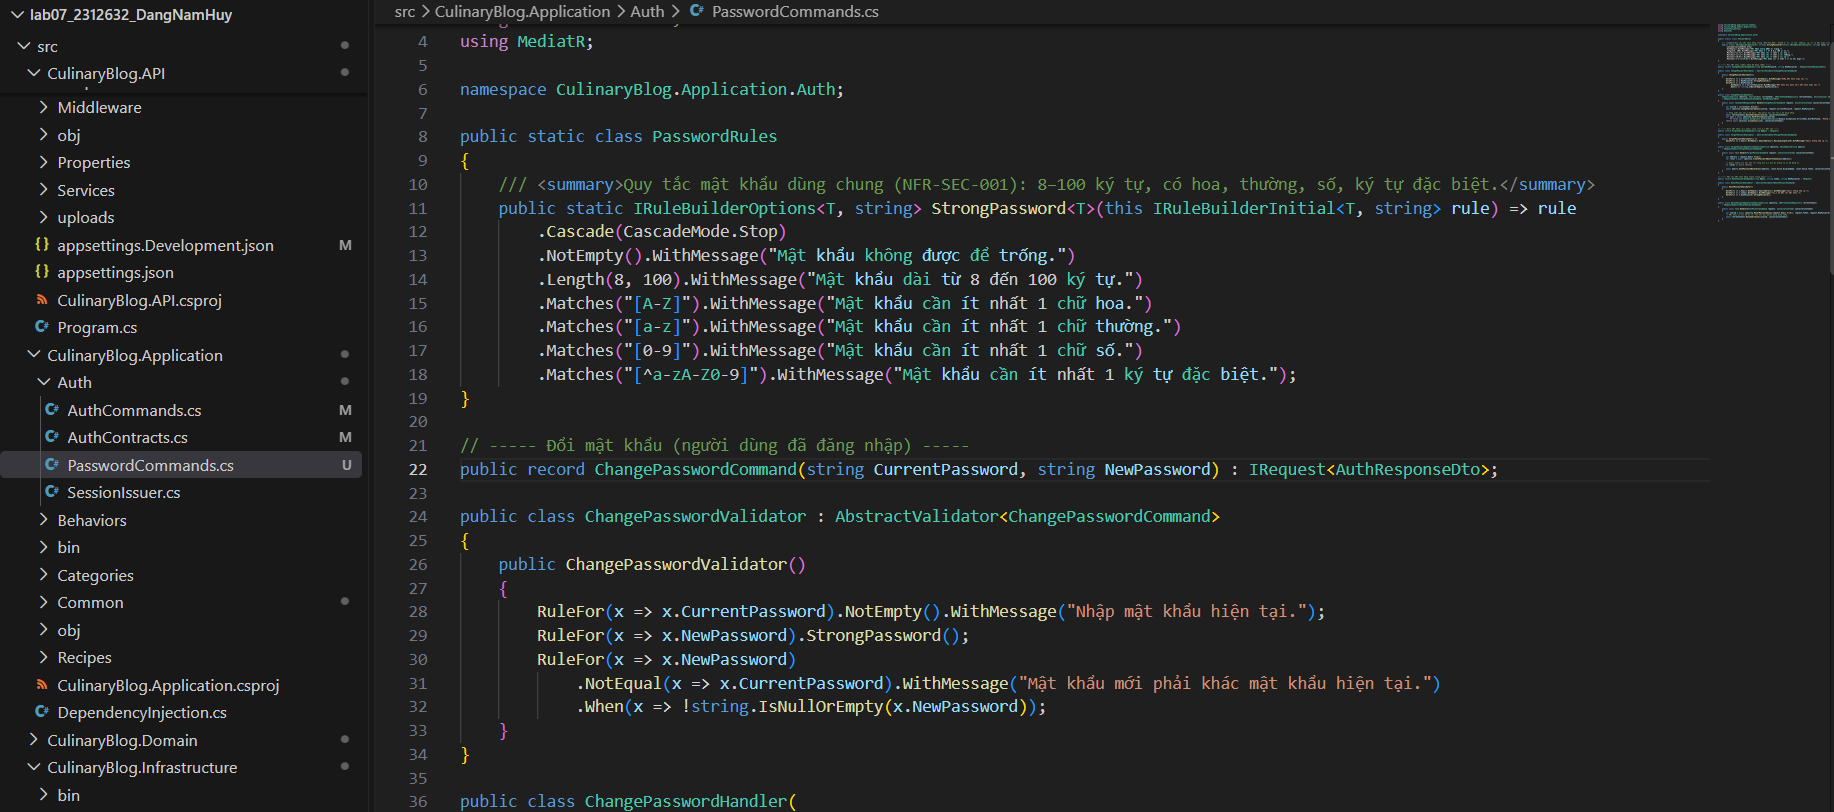 lab07_2312632_DangNamHuy
src
CulinaryBlog.API
Middleware
obj
Properties
Services
uploads
{} appsettings.Development.json M
{} appsettings.json
CulinaryBlog.API.csproj
C# Program.cs
CulinaryBlog.Application
Auth
C# AuthCommands.cs M
C# AuthContracts.cs M
C# PasswordCommands.cs U
C# SessionIssuer.cs
Behaviors
bin
Categories
Common
obj
Recipes
CulinaryBlog.Application.csproj
C# DependencyInjection.cs
CulinaryBlog.Domain
CulinaryBlog.Infrastructure
bin
src > CulinaryBlog.Application > Auth > C# PasswordCommands.cs
4 using MediatR;
5
6 namespace CulinaryBlog.Application.Auth;
7
8 public static class PasswordRules
9 {
10 /// <summary>Quy tắc mật khẩu dùng chung (NFR-SEC-001): 8–100 ký tự, có hoa, thường, số, ký tự đặc biệt.</summary>
11 public static IRuleBuilderOptions<T, string> StrongPassword<T>(this IRuleBuilderInitial<T, string> rule) => rule
12 .Cascade(CascadeMode.Stop)
13 .NotEmpty().WithMessage("Mật khẩu không được để trống.")
14 .Length(8, 100).WithMessage("Mật khẩu dài từ 8 đến 100 ký tự.")
15 .Matches("[A-Z]").WithMessage("Mật khẩu cần ít nhất 1 chữ hoa.")
16 .Matches("[a-z]").WithMessage("Mật khẩu cần ít nhất 1 chữ thường.")
17 .Matches("[0-9]").WithMessage("Mật khẩu cần ít nhất 1 chữ số.")
18 .Matches("[^a-zA-Z0-9]").WithMessage("Mật khẩu cần ít nhất 1 ký tự đặc biệt.");
19 }
20
21 // ----- Đổi mật khẩu (người dùng đã đăng nhập) -----
22 public record ChangePasswordCommand(string CurrentPassword, string NewPassword) : IRequest<AuthResponseDto>;
23
24 public class ChangePasswordValidator : AbstractValidator<ChangePasswordCommand>
25 {
26 public ChangePasswordValidator()
27 {
28 RuleFor(x => x.CurrentPassword).NotEmpty().WithMessage("Nhập mật khẩu hiện tại.");
29 RuleFor(x => x.NewPassword).StrongPassword();
30 RuleFor(x => x.NewPassword)
31 .NotEqual(x => x.CurrentPassword).WithMessage("Mật khẩu mới phải khác mật khẩu hiện tại.")
32 .When(x => !string.IsNullOrEmpty(x.NewPassword));
33 }
34 }
35
36 public class ChangePasswordHandler(